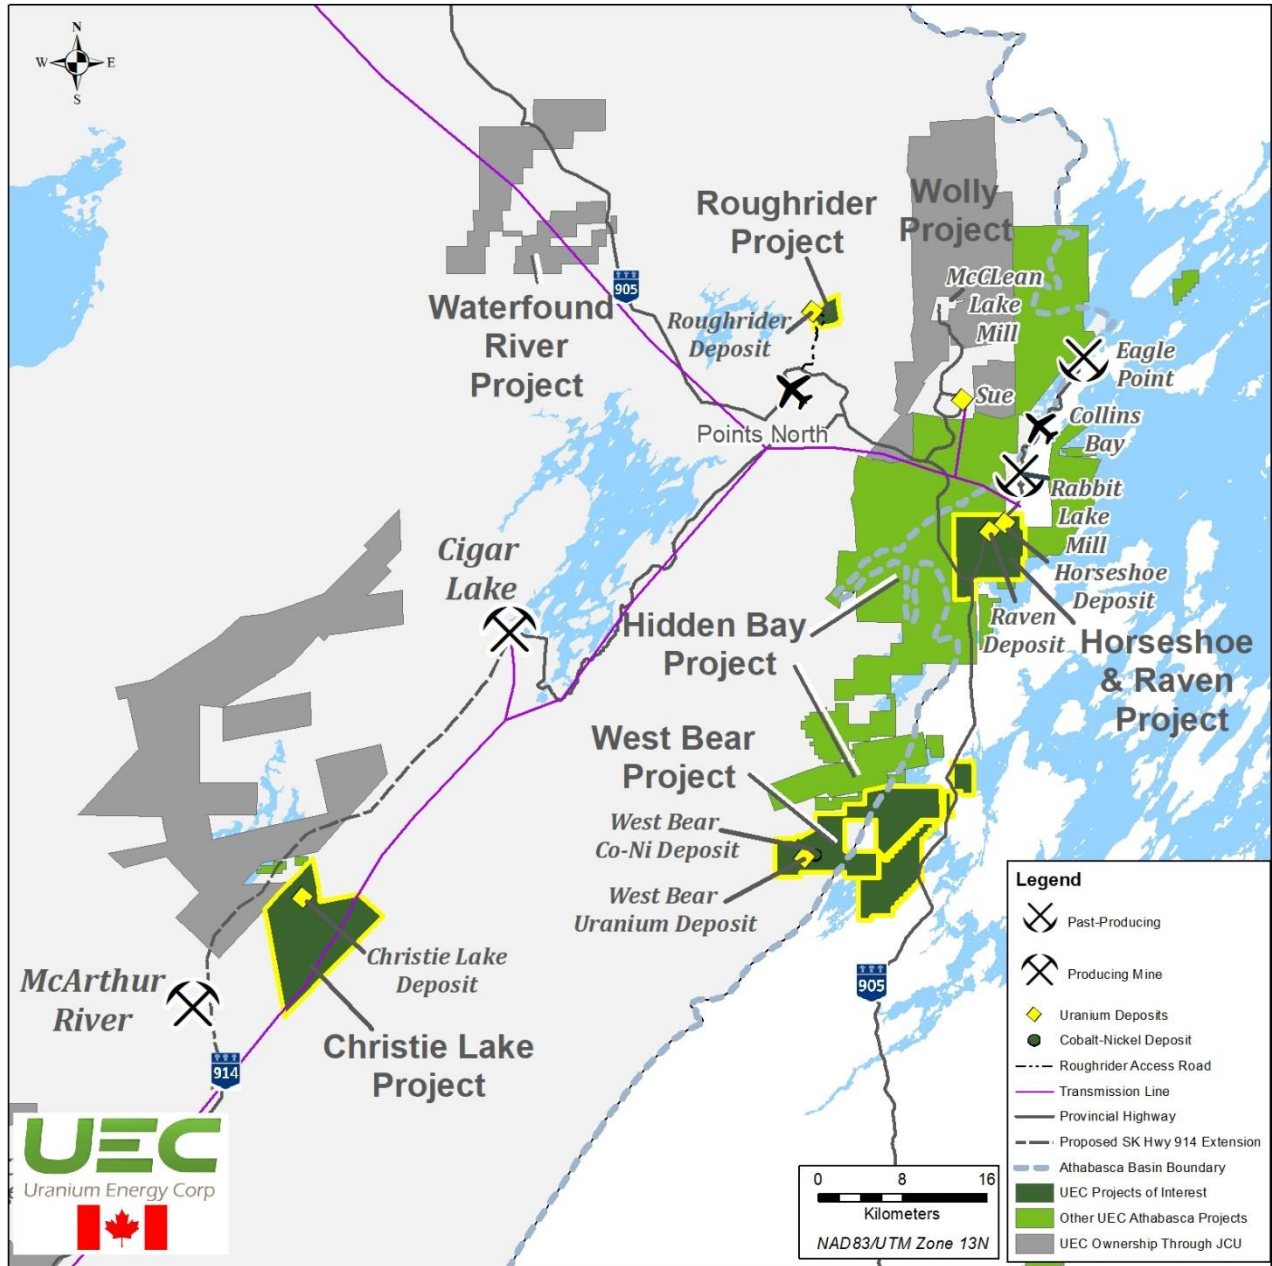 N
W E
S
Wolly
Project
Roughrider
Project
McCLean
Lake
Mill
905
Waterfound
River
Project
Roughrider
Deposit
Eagle
Point
Sue
Collins
Bay
Points North
Rabbit
Lake
Mill
Cigar
Lake
Horseshoe
Deposit
Raven
Deposit
Hidden Bay
Project
Horseshoe
& Raven
Project
West Bear
Project
West Bear
Co-Ni Deposit
West Bear
Uranium Deposit
Christie Lake
Deposit
McArthur
River
905
Christie Lake
Project
914
UEC
Uranium Energy Corp
Legend
Past-Producing
Producing Mine
Uranium Deposits
Cobalt-Nickel Deposit
Roughrider Access Road
Transmission Line
Provincial Highway
Proposed SK Hwy 914 Extension
Athabasca Basin Boundary
UEC Projects of Interest
Other UEC Athabasca Projects
UEC Ownership Through JCU
0 8 16
Kilometers
NAD83/UTM Zone 13N